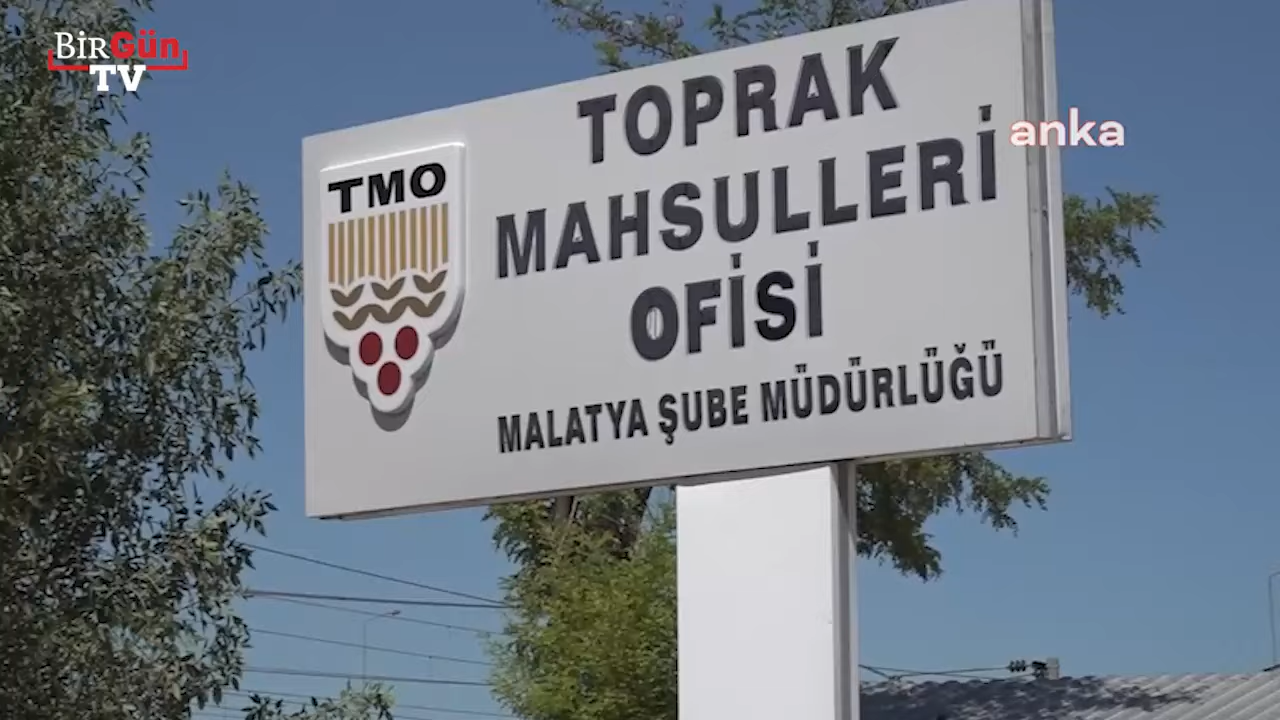 BirGün
TV
anka
TMO
TOPRAK
MAHSULLERİ
OFİSİ
MALATYA ŞUBE MÜDÜRLÜĞÜ